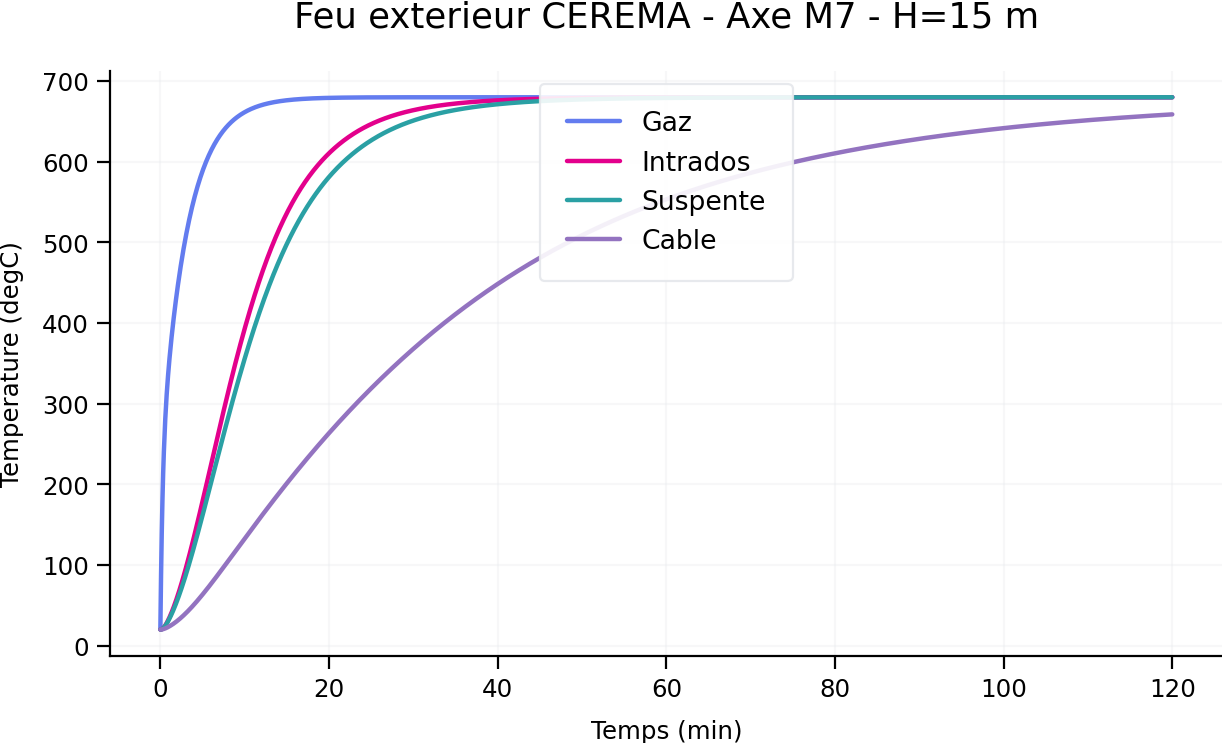 Feu exterieur CEREMA - Axe M7 - H=15 m
700
600
500
400
300
200
100
0
Temperature (degC)
Gaz
Intrados
Suspente
Cable
0 20 40 60 80 100 120
Temps (min)